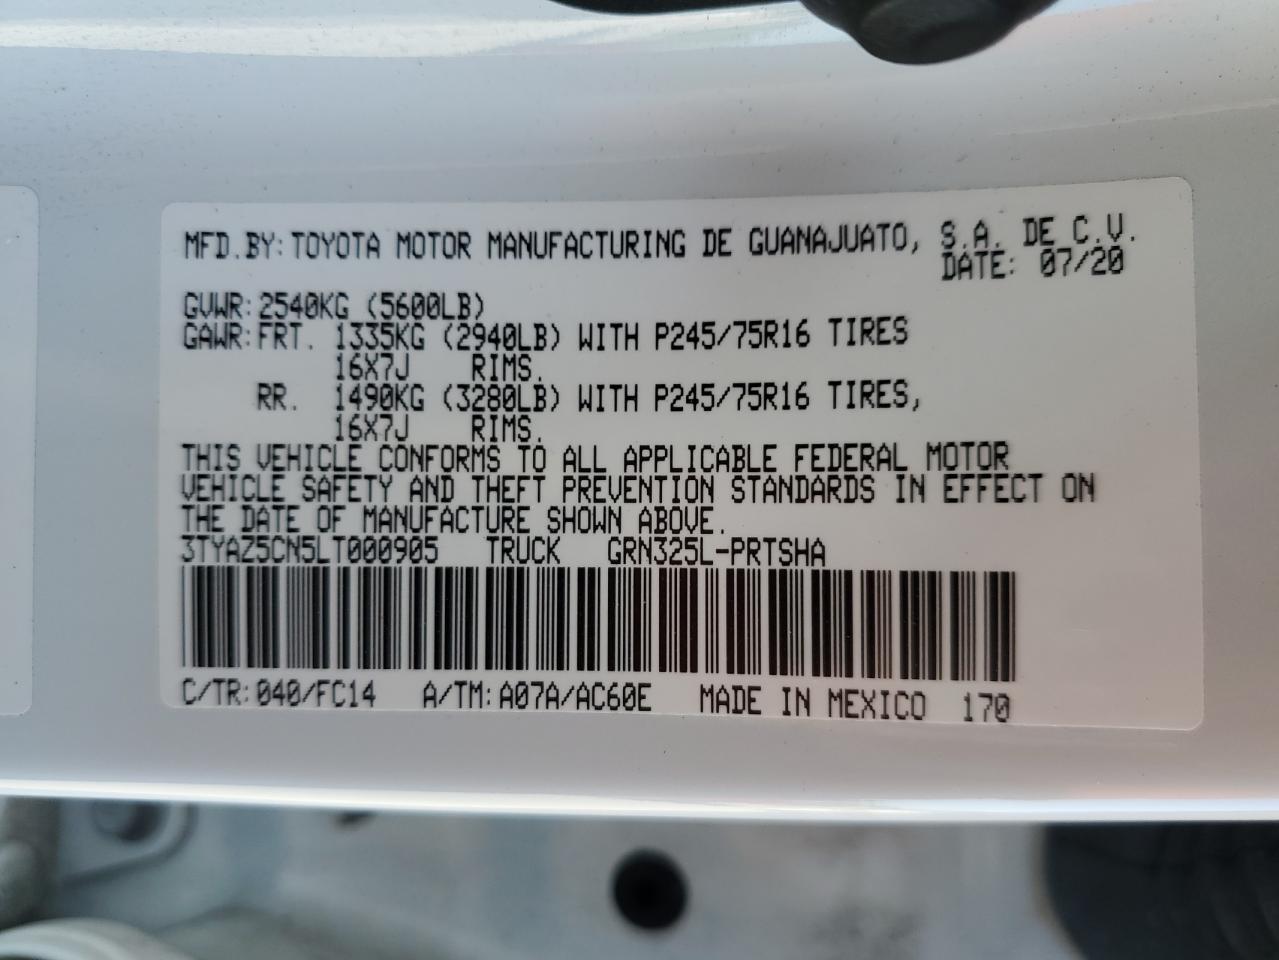 MFD.BY:TOYOTA MOTOR MANUFACTURING DE GUANAJUATO, S.A. DE C.V.
DATE: 07/20
GVWR:2540KG (5600LB)
GAWR:FRT. 1335KG (2940LB) WITH P245/75R16 TIRES
16X7J RIMS.
RR. 1490KG (3280LB) WITH P245/75R16 TIRES,
16X7J RIMS.
THIS VEHICLE CONFORMS TO ALL APPLICABLE FEDERAL MOTOR
VEHICLE SAFETY AND THEFT PREVENTION STANDARDS IN EFFECT ON
THE DATE OF MANUFACTURE SHOWN ABOVE.
3TYAZ5CN5LT000905 TRUCK GRN325L-PRTSHA
C/TR:040/FC14 A/TM:A07A/AC60E MADE IN MEXICO 170